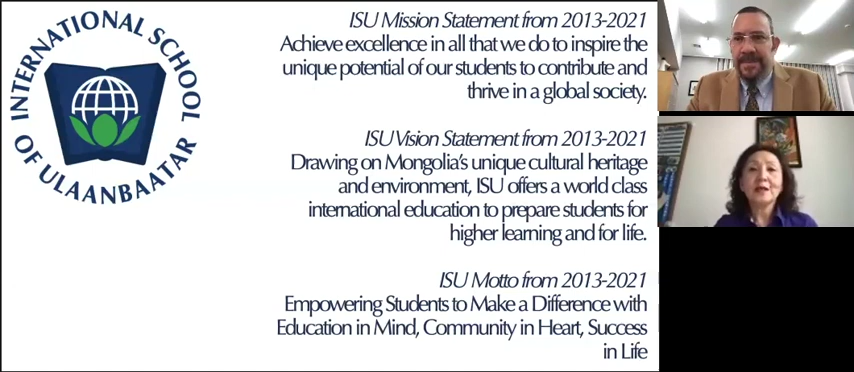 INTERNATIONAL SCHOOL
OF ULAANBAATAR
ISU Mission Statement from 2013-2021
Achieve excellence in all that we do to inspire the
unique potential of our students to contribute and
thrive in a global society.
ISU Vision Statement from 2013-2021
Drawing on Mongolia's unique cultural heritage
and environment, ISU offers a world class
international education to prepare students for
higher learning and for life.
ISU Motto from 2013-2021
Empowering Students to Make a Difference with
Education in Mind, Community in Heart, Success
in Life